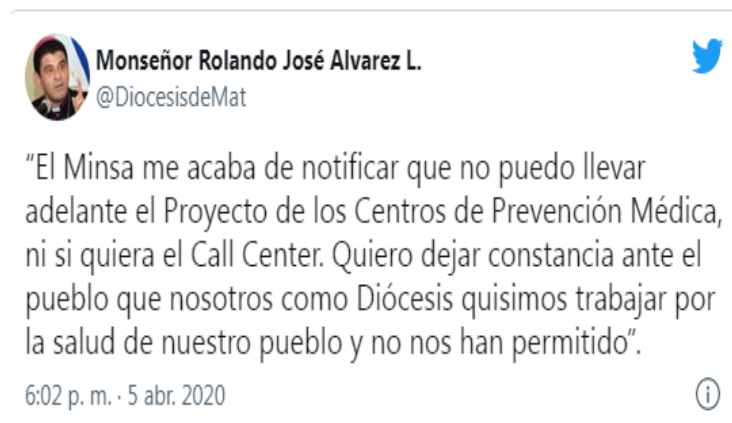 Monseñor Rolando José Alvarez L.
@DiocesisdeMat
“El Minsa me acaba de notificar que no puedo llevar
adelante el Proyecto de los Centros de Prevención Médica,
ni si quiera el Call Center. Quiero dejar constancia ante el
pueblo que nosotros como Diócesis quisimos trabajar por
la salud de nuestro pueblo y no nos han permitido”.
6:02 p. m. · 5 abr. 2020